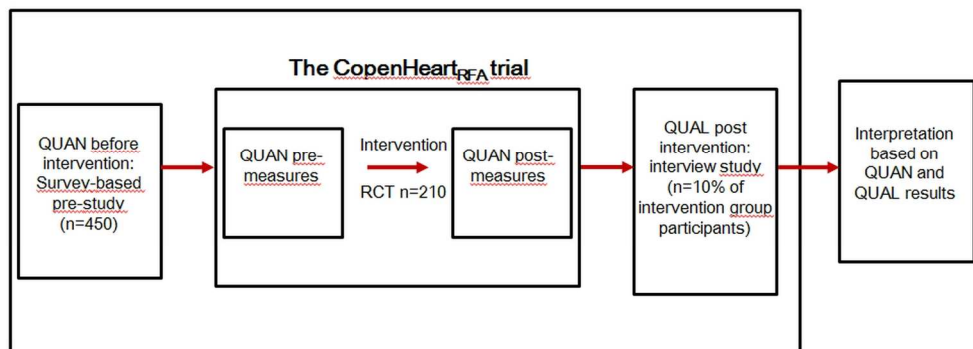 The CopenHeartRFA trial
QUAN before
intervention:
Survey-based
pre-study
(n=450)
QUAN pre-
measures
Intervention
RCT n=210
QUAN post-
measures
QUAL post
intervention:
interview study
(n=10% of
intervention group
participants)
Interpretation
based on
QUAN and
QUAL results